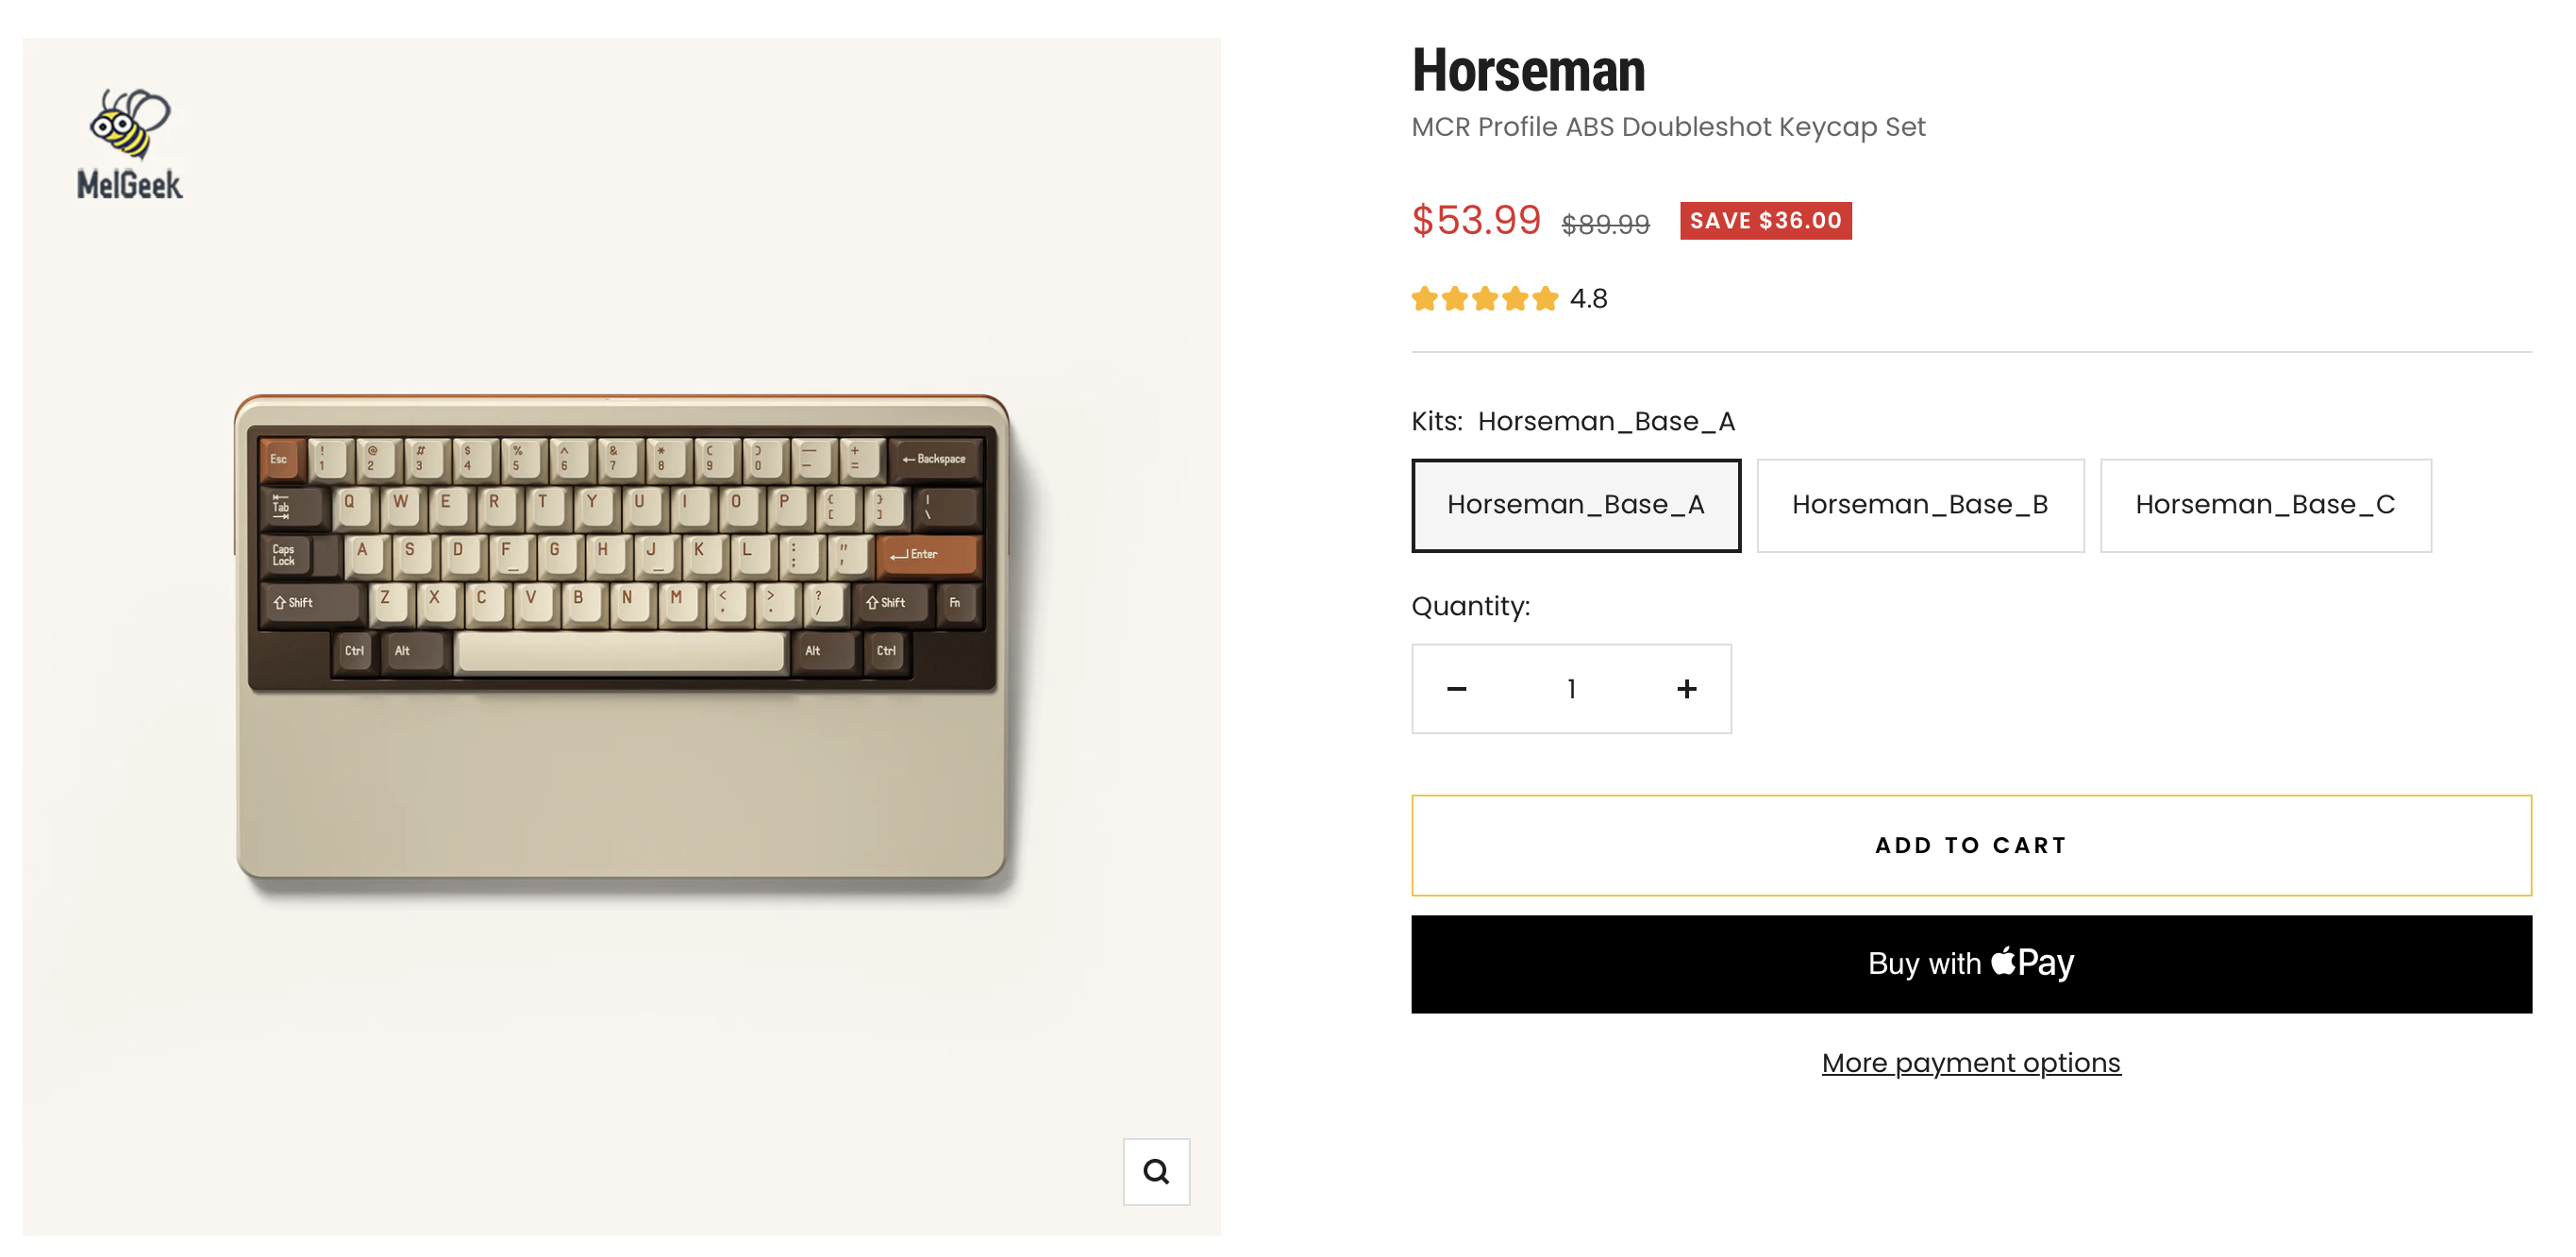 MelGeek
Esc ! 1 @ 2 # 3 $ 4 % 5 ^ 6 & 7 * 8 ( 9 ) 0 — – + = ← Backspace
Tab Q W E R T Y U I O P { [ } ] | \
Caps Lock A S D F G H J K L : ; " ' Enter
Shift Z X C V B N M < , > . ? / Shift Fn
Ctrl Alt Alt Ctrl
Horseman
MCR Profile ABS Doubleshot Keycap Set
$53.99 $89.99 SAVE $36.00
4.8
Kits: Horseman_Base_A
Horseman_Base_A Horseman_Base_B Horseman_Base_C
Quantity:
− 1 +
ADD TO CART
Buy with Pay
More payment options